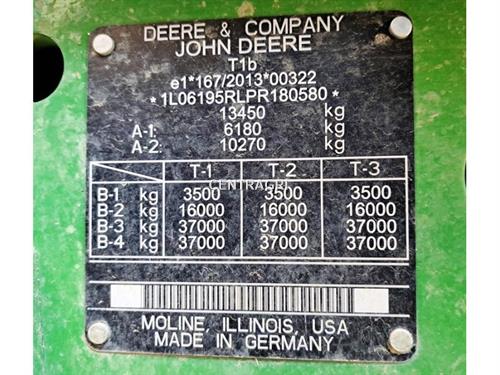 DEERE & COMPANY
JOHN DEERE
T1b
e1*167/2013*00322
*1L06195RLPR180580*
13450 kg
A-1: 6180 kg
A-2: 10270 kg
T-1 T-2 T-3
CENTRAGRI
B-1 kg 3500 3500 3500
B-2 kg 16000 16000 16000
B-3 kg 37000 37000 37000
B-4 kg 37000 37000 37000
MOLINE, ILLINOIS, USA
MADE IN GERMANY